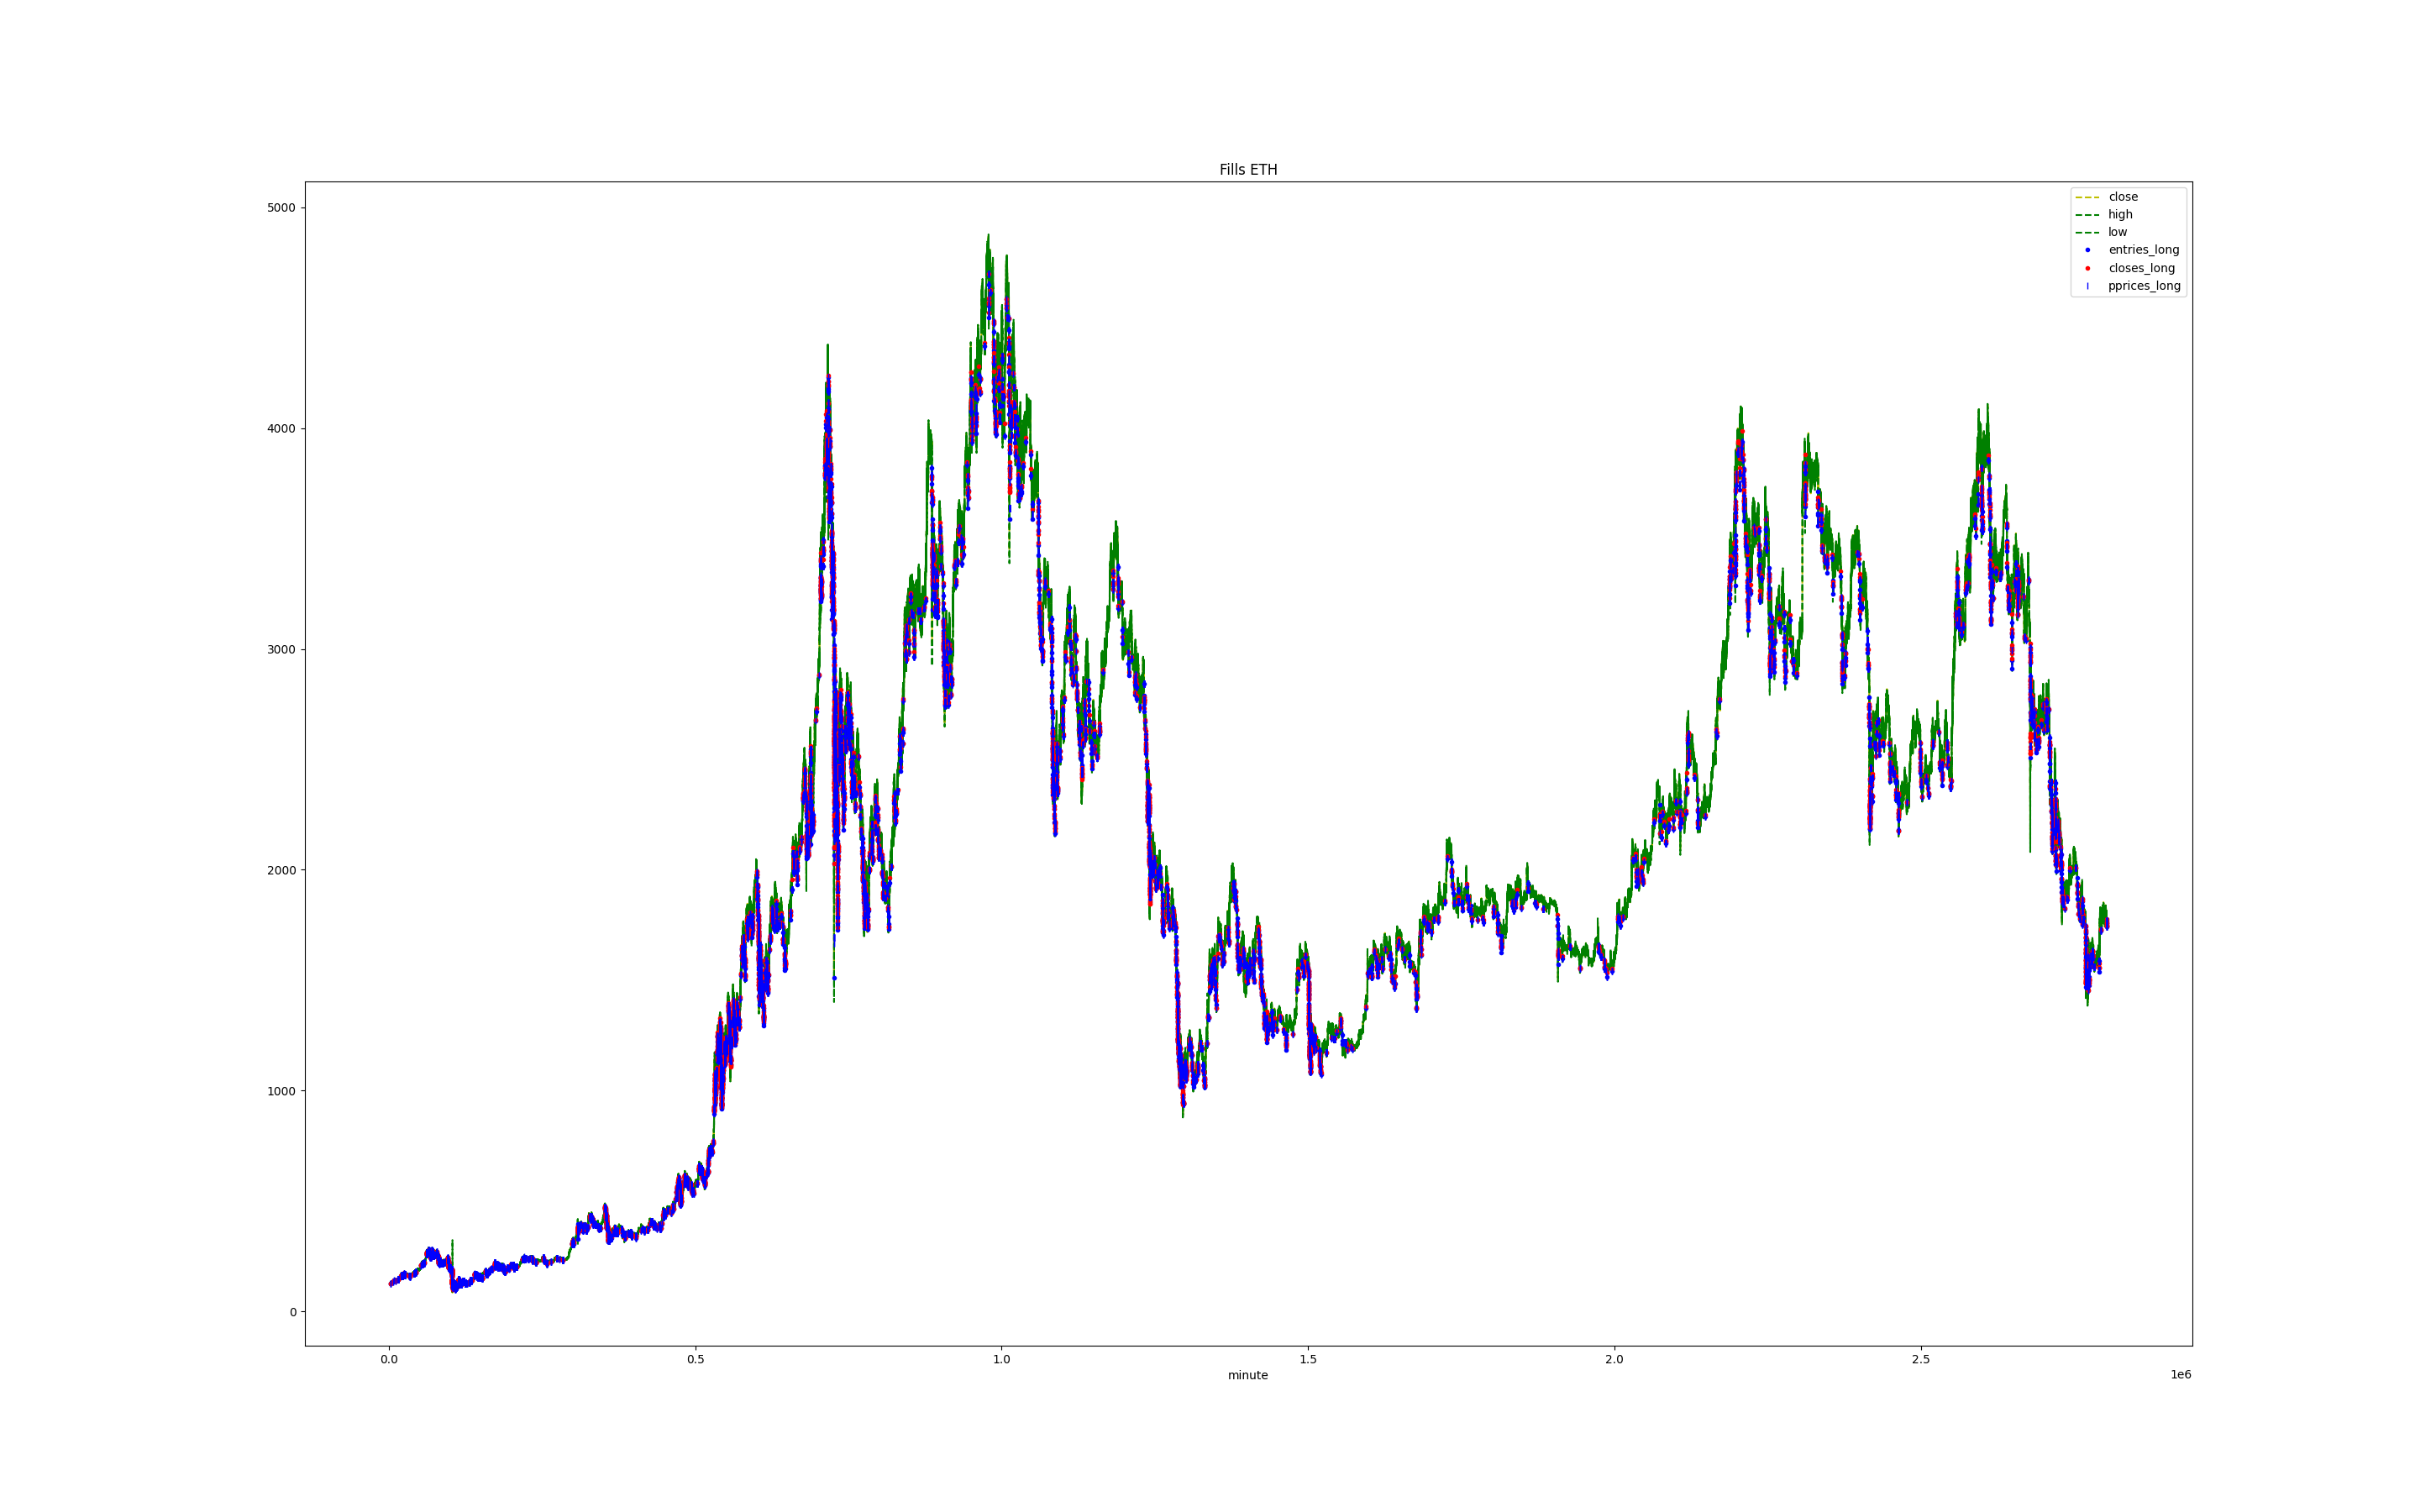 Fills ETH
5000
4000
3000
2000
1000
0
close
high
low
entries_long
closes_long
pprices_long
0.0 0.5 1.0 1.5 2.0 2.5
minute
1e6